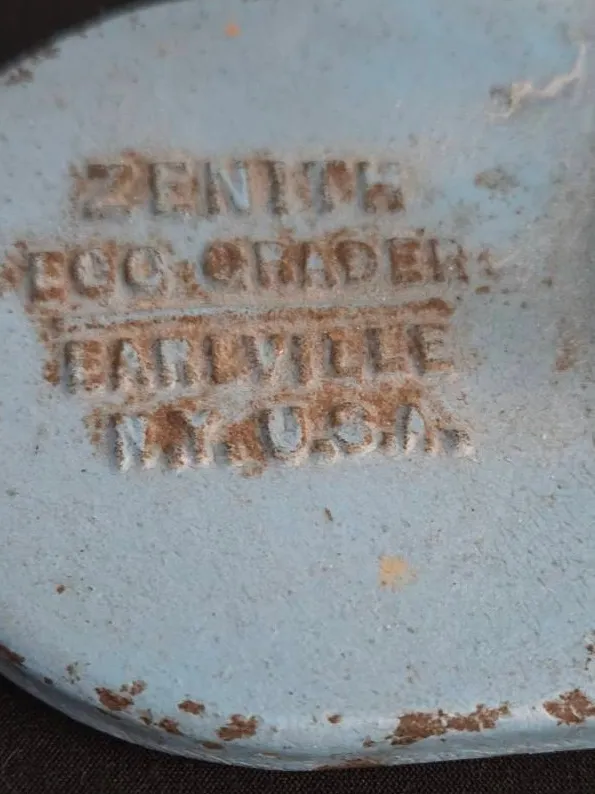 ZENITH
EGG GRADER
EARLVILLE
N.Y. U.S.A.